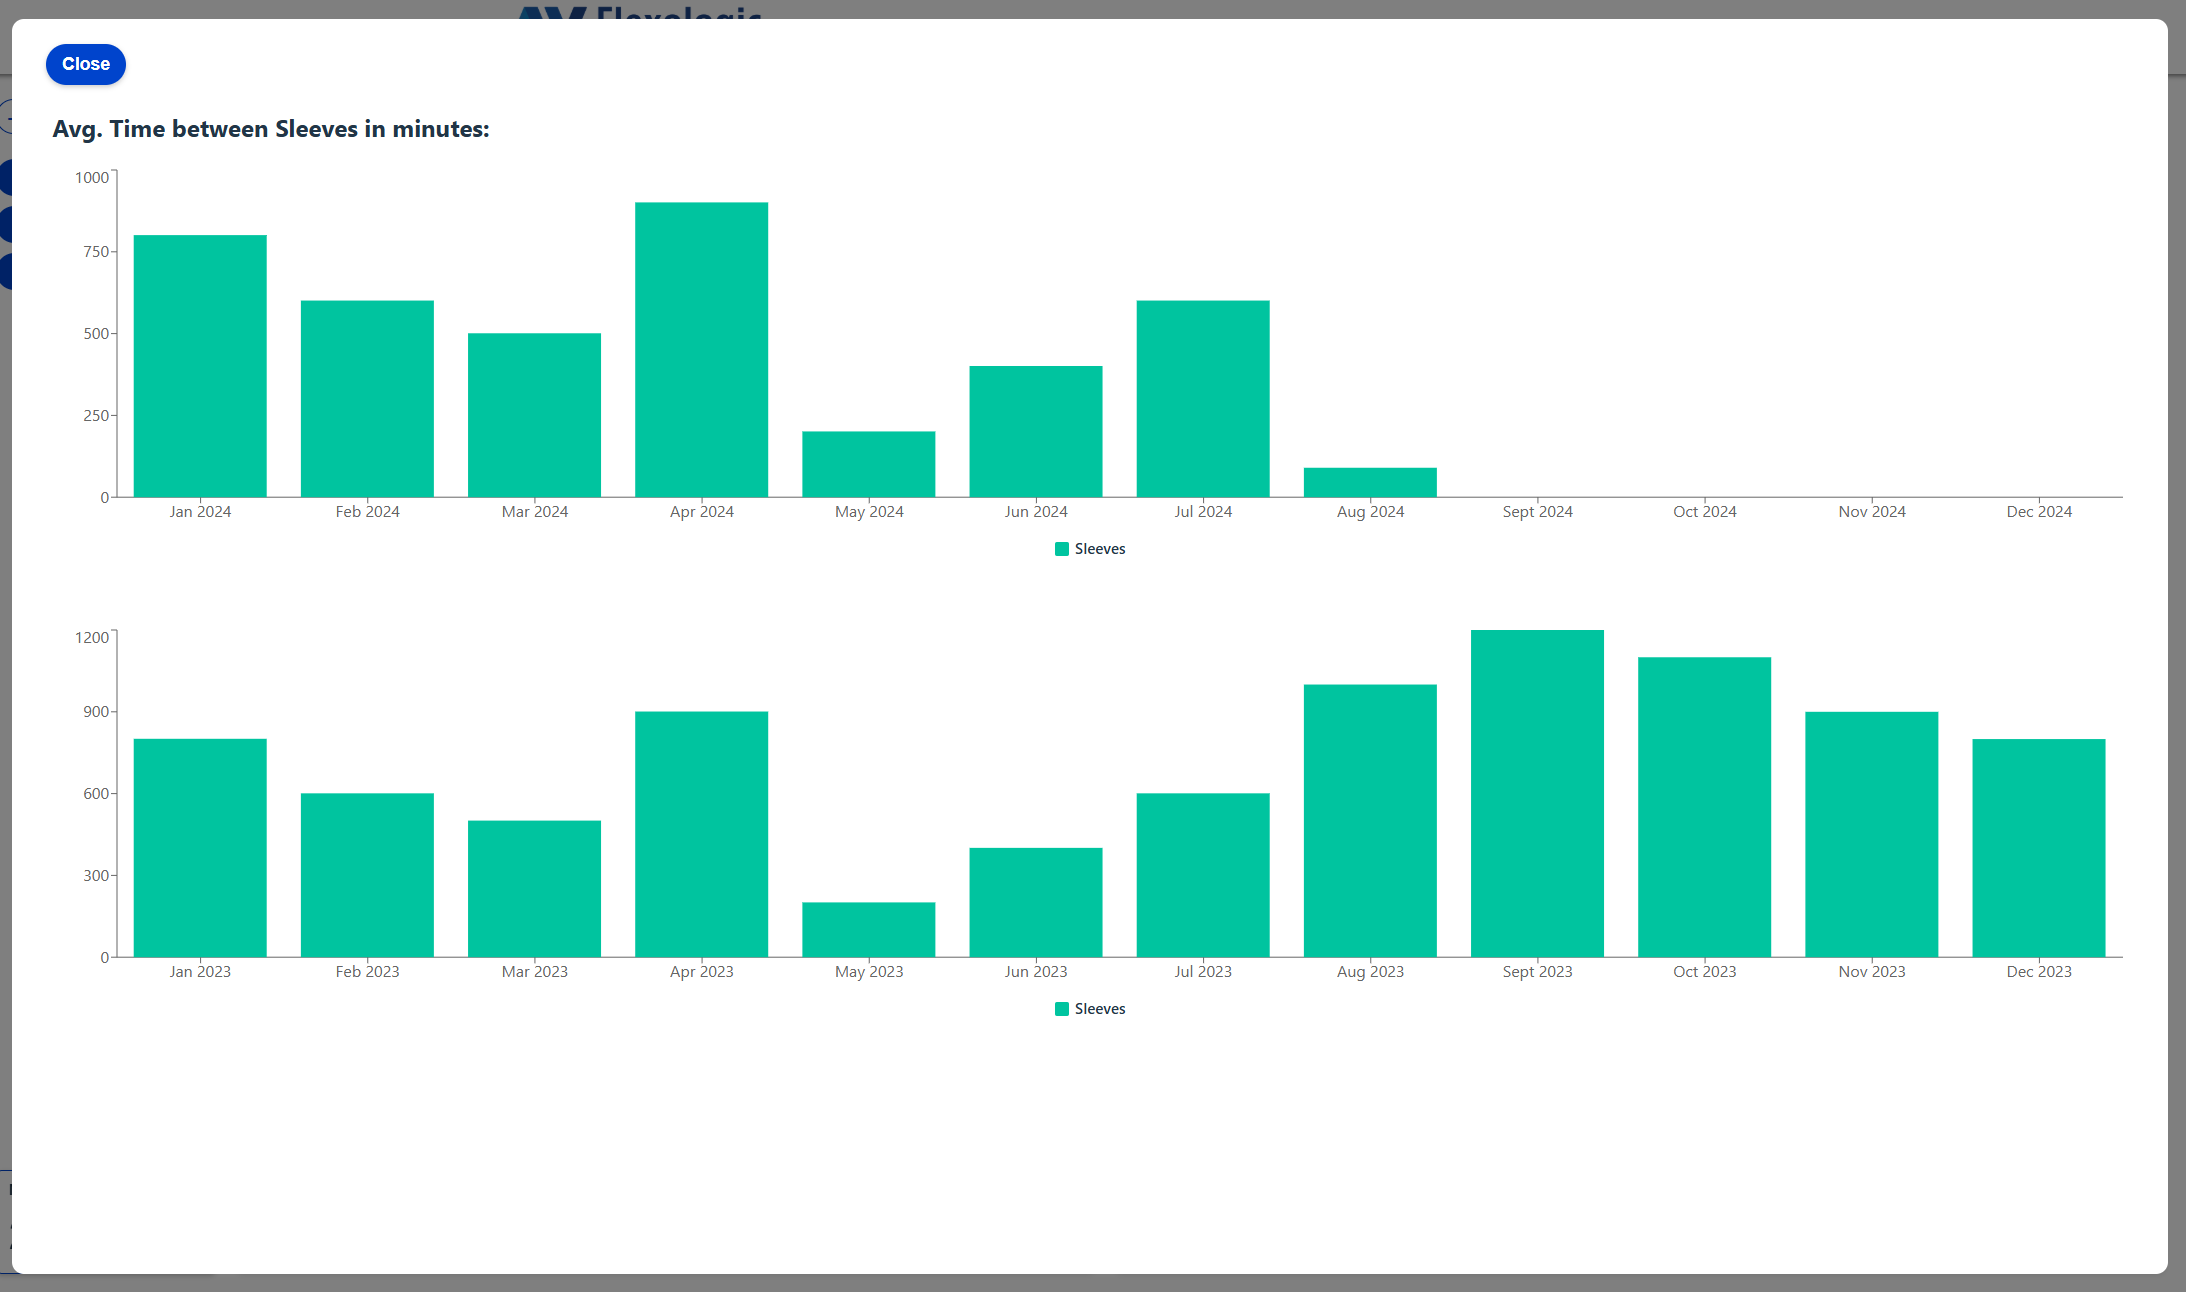 Flexologic
Close
Avg. Time between Sleeves in minutes:
1000
750
500
250
0
Jan 2024 Feb 2024 Mar 2024 Apr 2024 May 2024 Jun 2024 Jul 2024 Aug 2024 Sept 2024 Oct 2024 Nov 2024 Dec 2024
Sleeves
1200
900
600
300
0
Jan 2023 Feb 2023 Mar 2023 Apr 2023 May 2023 Jun 2023 Jul 2023 Aug 2023 Sept 2023 Oct 2023 Nov 2023 Dec 2023
Sleeves